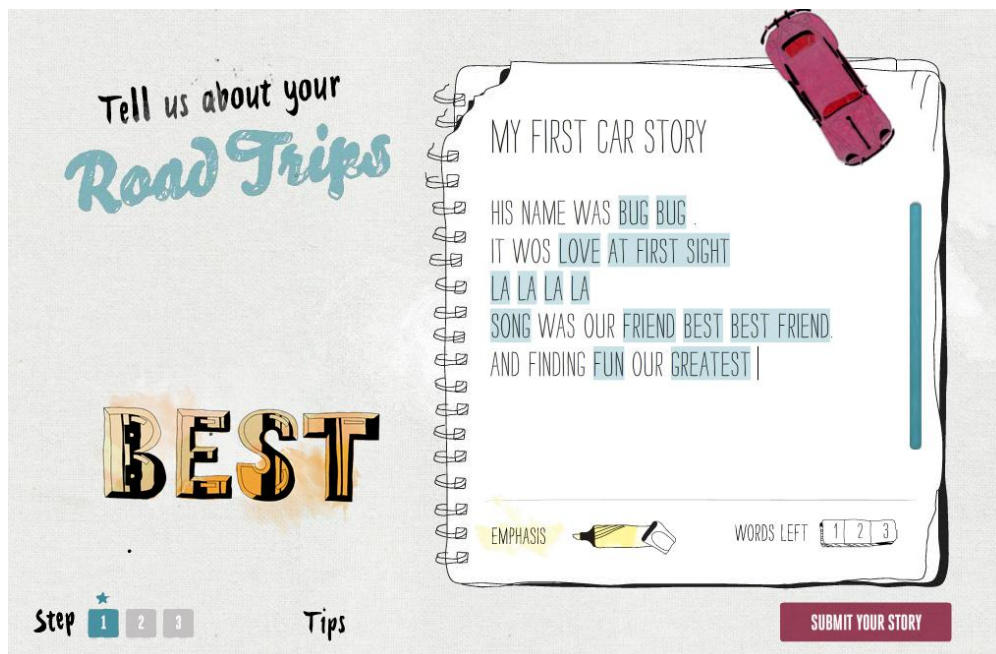 Tell us about your
Road Trips
MY FIRST CAR STORY
HIS NAME WAS BUG BUG .
IT WOS LOVE AT FIRST SIGHT
LA LA LA LA
SONG WAS OUR FRIEND BEST BEST FRIEND.
AND FINDING FUN OUR GREATEST
BEST
EMPHASIS
WORDS LEFT 1 2 3
Step 1 2 3
Tips
SUBMIT YOUR STORY